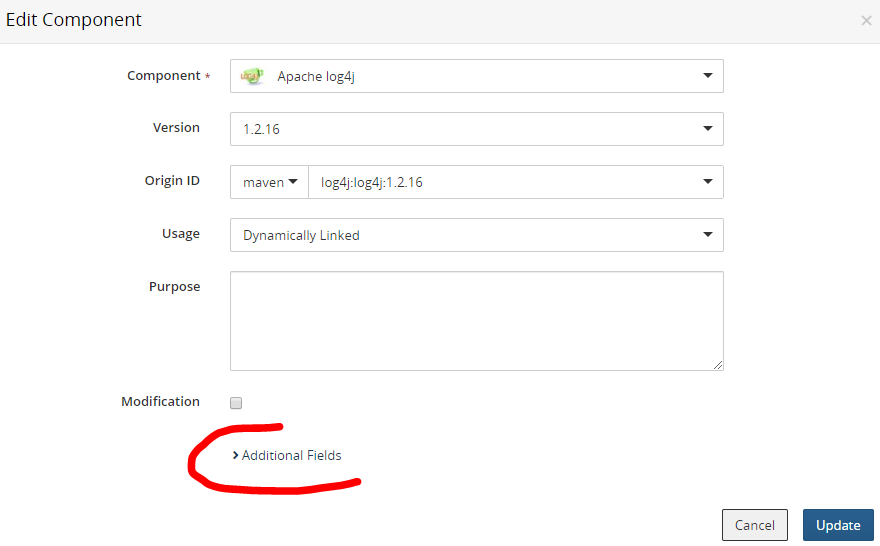 Edit Component ×
Component * Apache log4j
Version 1.2.16
Origin ID maven log4j:log4j:1.2.16
Usage Dynamically Linked
Purpose
Modification
Additional Fields
Cancel Update